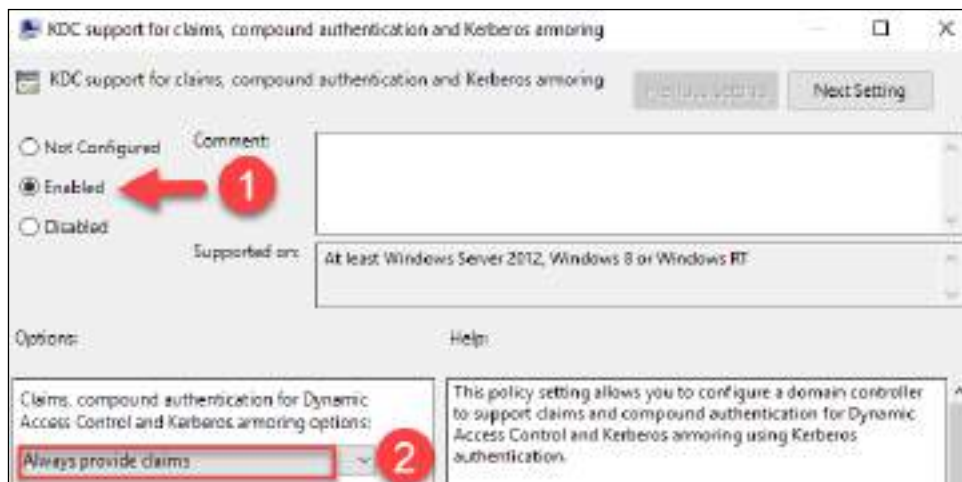 KDC support for claims, compound authentication and Kerberos armoring
KDC support for claims, compound authentication and Kerberos armoring
Previous Setting
Next Setting
Not Configured
Comment:
Enabled
1
Disabled
Supported on:
At least Windows Server 2012, Windows 8 or Windows RT
Options:
Help:
Claims, compound authentication for Dynamic
Access Control and Kerberos armoring options:
Always provide claims
2
This policy setting allows you to configure a domain controller
to support claims and compound authentication for Dynamic
Access Control and Kerberos armoring using Kerberos
authentication.